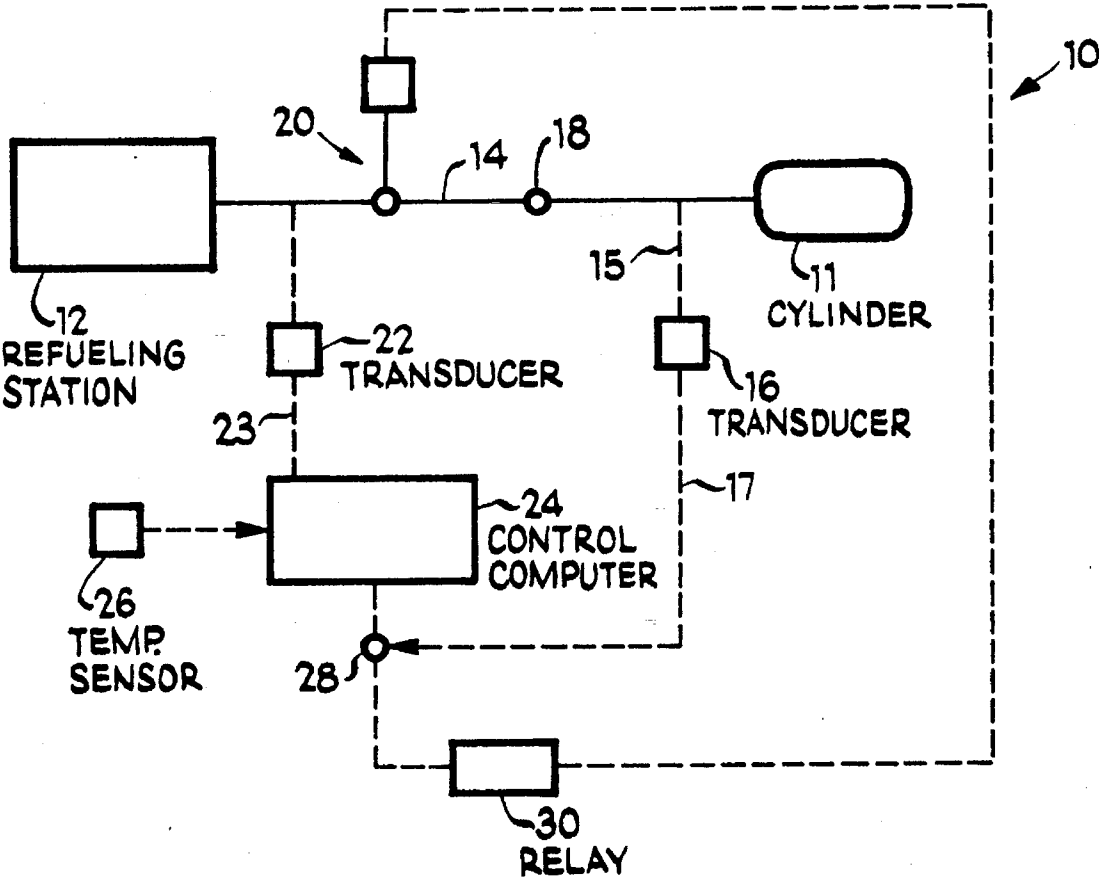 10
20
14
18
15
11
CYLINDER
12
REFUELING
STATION
22
TRANSDUCER
16
TRANSDUCER
23
17
24
CONTROL
COMPUTER
26
TEMP.
SENSOR
28
30
RELAY